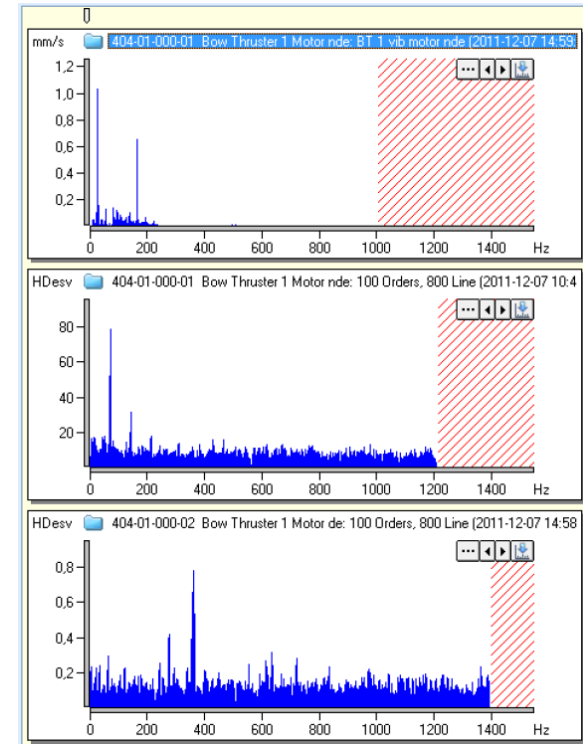 mm/s 404-01-000-01 Bow Thruster 1 Motor nde: BT 1 vib motor nde (2011-12-07 14:59:
1,2
1,0
0,8
0,6
0,4
0,2
0 200 400 600 800 1000 1200 1400 Hz
HDesv 404-01-000-01 Bow Thruster 1 Motor nde: 100 Orders, 800 Line (2011-12-07 10:4
80
60
40
20
0 200 400 600 800 1000 1200 1400 Hz
HDesv 404-01-000-02 Bow Thruster 1 Motor de: 100 Orders, 800 Line (2011-12-07 14:58
0,8
0,6
0,4
0,2
0 200 400 600 800 1000 1200 1400 Hz